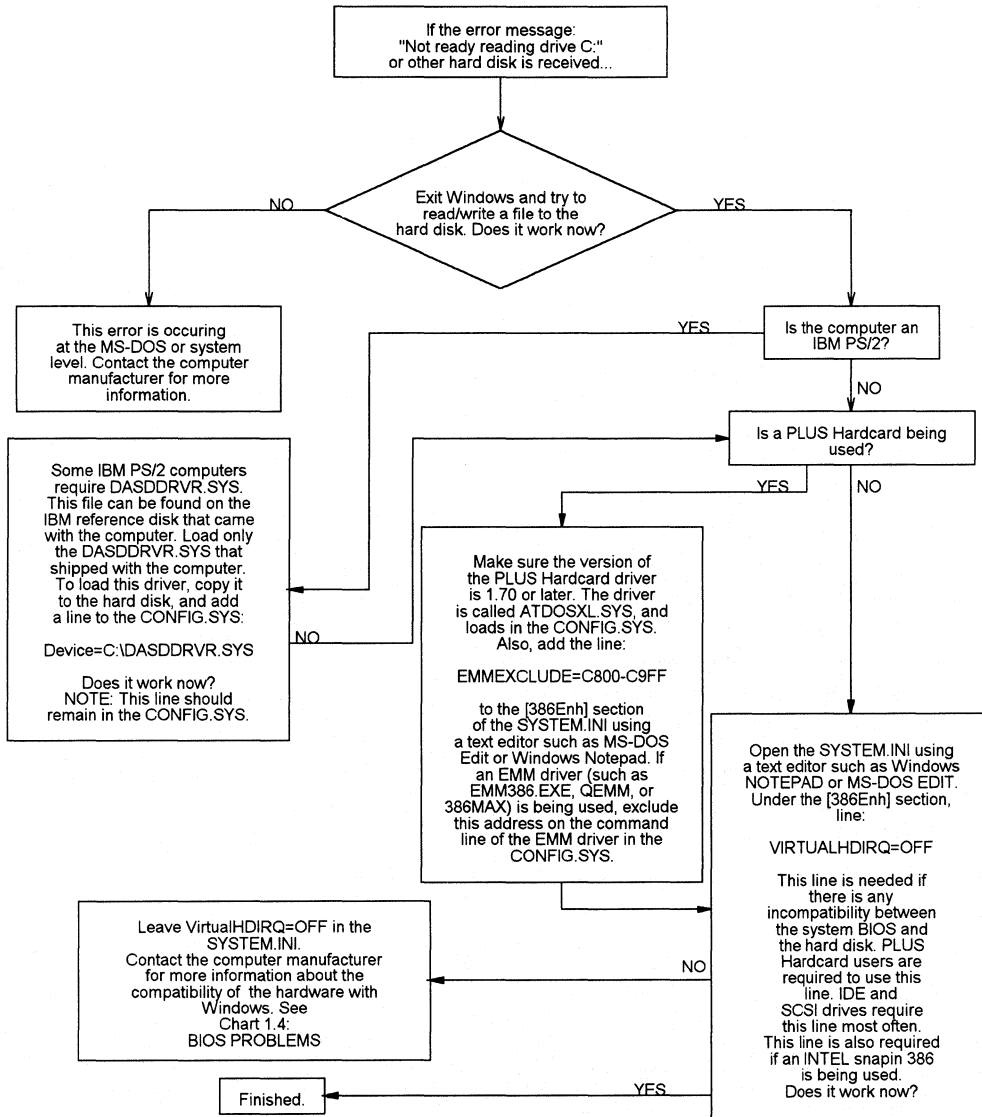 If the error message:
"Not ready reading drive C:"
or other hard disk is received...
Exit Windows and try to
read/write a file to the
hard disk. Does it work now?
NO
YES
This error is occuring
at the MS-DOS or system
level. Contact the computer
manufacturer for more
information.
YES
Is the computer an
IBM PS/2?
NO
Is a PLUS Hardcard being
used?
YES
NO
Some IBM PS/2 computers
require DASDDRVR.SYS.
This file can be found on the
IBM reference disk that came
with the computer. Load only
the DASDDRVR.SYS that
shipped with the computer.
To load this driver, copy it
to the hard disk, and add
a line to the CONFIG.SYS:
Device=C:\DASDDRVR.SYS
Does it work now?
NOTE: This line should
remain in the CONFIG.SYS.
NO
Make sure the version of
the PLUS Hardcard driver
is 1.70 or later. The driver
is called ATDOSXL.SYS, and
loads in the CONFIG.SYS.
Also, add the line:
EMMEXCLUDE=C800-C9FF
to the [386Enh] section
of the SYSTEM.INI using
a text editor such as MS-DOS
Edit or Windows Notepad. If
an EMM driver (such as
EMM386.EXE, QEMM, or
386MAX) is being used, exclude
this address on the command
line of the EMM driver in the
CONFIG.SYS.
Open the SYSTEM.INI using
a text editor such as Windows
NOTEPAD or MS-DOS EDIT.
Under the [386Enh] section,
line:
VIRTUALHDIRQ=OFF
This line is needed if
there is any
incompatibility between
the system BIOS and
the hard disk. PLUS
Hardcard users are
required to use this
line. IDE and
SCSI drives require
this line most often.
This line is also required
if an INTEL snapin 386
is being used.
Does it work now?
NO
Leave VirtualHDIRQ=OFF in the
SYSTEM.INI.
Contact the computer manufacturer
for more information about the
compatibility of the hardware with
Windows. See
Chart 1.4:
BIOS PROBLEMS
YES
Finished.